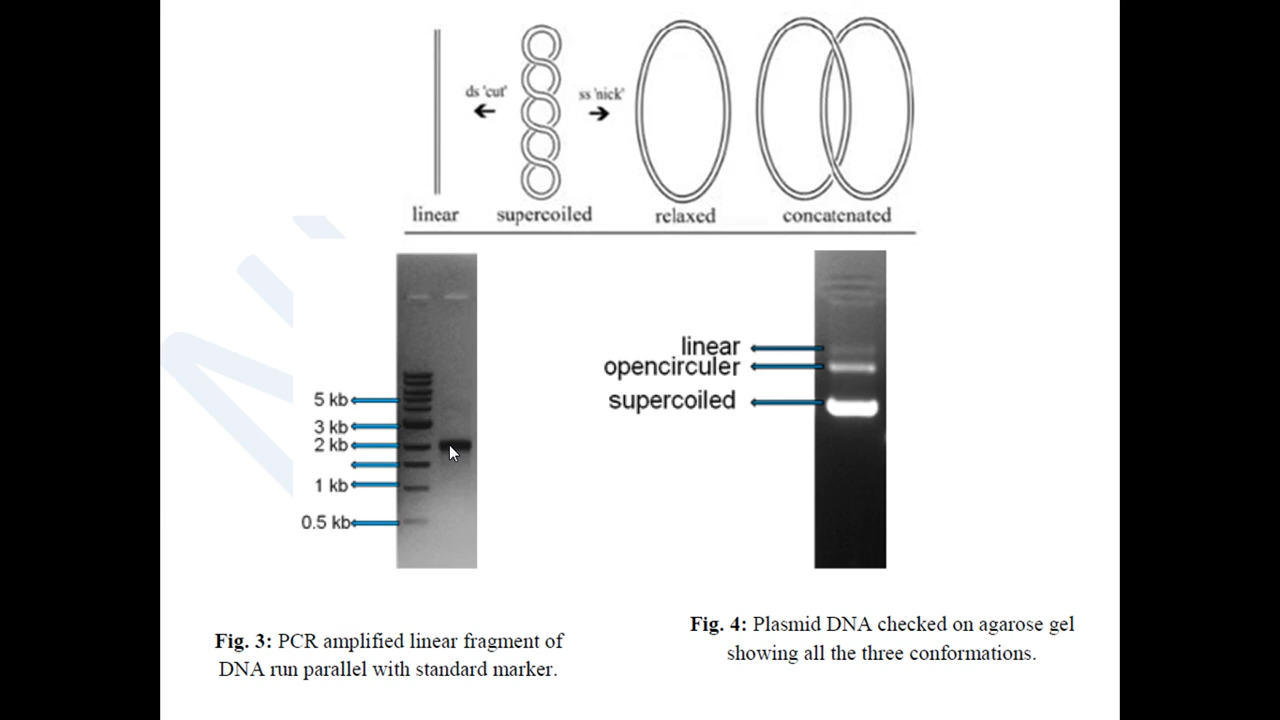 ds 'cut'
ss 'nick'
linear
supercoiled
relaxed
concatenated
5 kb
3 kb
2 kb
1 kb
0.5 kb
linear
opencirculer
supercoiled
Fig. 3: PCR amplified linear fragment of
DNA run parallel with standard marker.
Fig. 4: Plasmid DNA checked on agarose gel
showing all the three conformations.